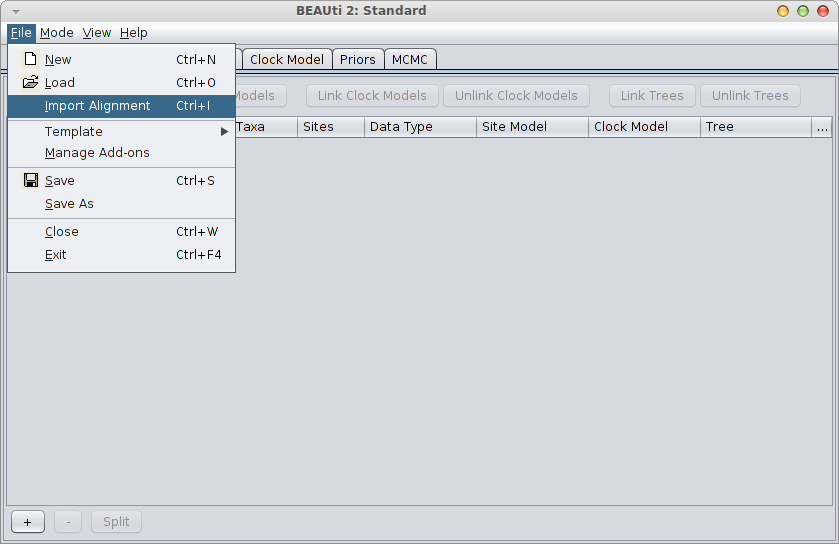 BEAUti 2: Standard
File Mode View Help
New Ctrl+N
Load Ctrl+O
Import Alignment Ctrl+I
Template
Manage Add-ons
Save Ctrl+S
Save As
Close Ctrl+W
Exit Ctrl+F4
Clock Model Priors MCMC
Models Link Clock Models Unlink Clock Models Link Trees Unlink Trees
Taxa Sites Data Type Site Model Clock Model Tree ...
+ - Split